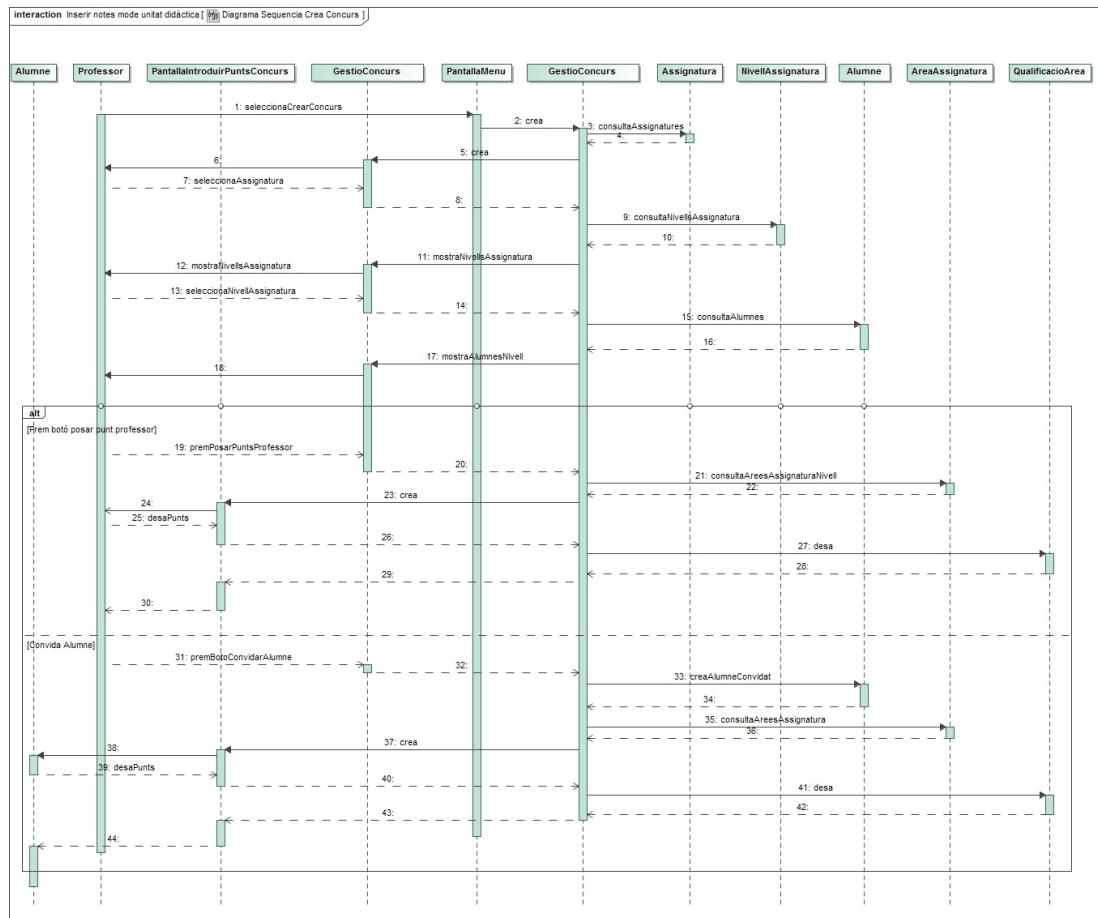 interaction Inserir notes mode unitat didàctica [ Diagrama Sequencia Crea Concurs ]
Alumne Professor PantallaIntroduirPuntsConcurs GestioConcurs PantallaMenu GestioConcurs Assignatura NivellAssignatura Alumne AreaAssignatura QualificacioArea
1: seleccionaCrearConcurs
2: crea
3: consultaAssignatures
4:
5: crea
6:
7: seleccionaAssignatura
8:
9: consultaNivellsAssignatura
10:
11: mostraNivellsAssignatura
12: mostraNivellsAssignatura
13: seleccionaNivellAssignatura
14:
15: consultaAlumnes
16:
17: mostraAlumnesNivell
18:
alt
[Prem botó posar punt professor]
19: premPosarPuntsProfessor
20:
21: consultaAreesAssignaturaNivell
22:
23: crea
24:
25: desaPunts
26:
27: desa
28:
29:
30:
[Convida Alumne]
31: premBotoConvidarAlumne
32:
33: creaAlumneConvidat
34:
35: consultaAreesAssignatura
36:
37: crea
38:
39: desaPunts
40:
41: desa
42:
43:
44: